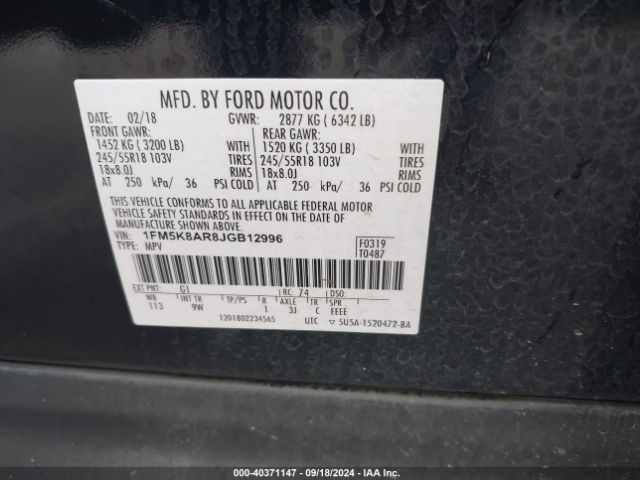 MFD. BY FORD MOTOR CO.
DATE: 02/18 GVWR: 2877 KG ( 6342 LB)
FRONT GAWR: REAR GAWR:
1452 KG ( 3200 LB) WITH 1520 KG ( 3350 LB) WITH
245/55R18 103V TIRES 245/55R18 103V TIRES
18x8.0J RIMS 18x8.0J RIMS
AT 250 kPa/ 36 PSI COLD AT 250 kPa/ 36 PSI COLD
THIS VEHICLE CONFORMS TO ALL APPLICABLE FEDERAL MOTOR
VEHICLE SAFETY STANDARDS IN EFFECT ON THE DATE OF
MANUFACTURE SHOWN ABOVE.
VIN: 1FM5K8AR8JGB12996 F0319
TYPE: MPV T0487
EXT PNT: G1 RC: 74 DSO:
WB INT TR TP/PS R AXLE TR S
113 9W 1 3J C EEEE
1201802234565 UTC ▽ 5U5A-1520472-BA
© COPART - 40371147 - 09/18/2024 - IAA HOLDINGS, LLC